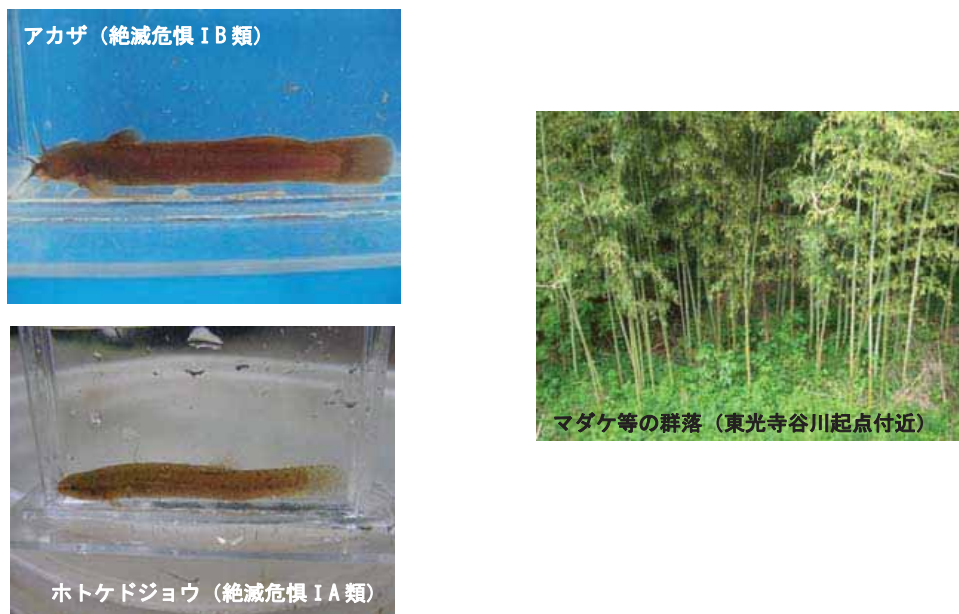 アカザ（絶滅危惧ⅠB類）
マダケ等の群落（東光寺谷川起点付近）
ホトケドジョウ（絶滅危惧ⅠA類）